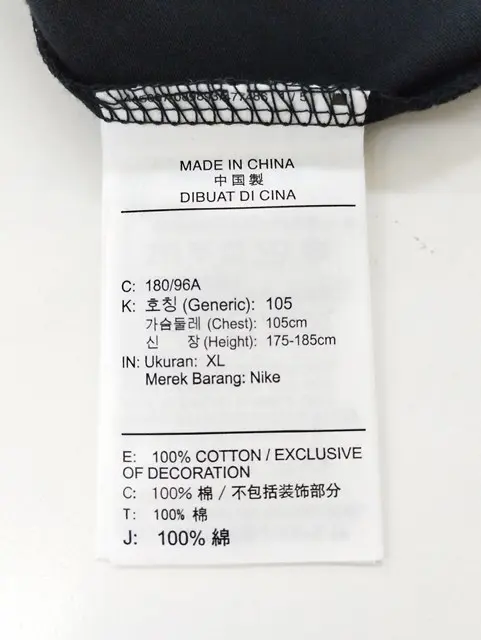 MADE IN CHINA
中国製
DIBUAT DI CINA
C: 180/96A
K: 호칭 (Generic): 105
가슴둘레 (Chest): 105cm
신 장 (Height): 175-185cm
IN: Ukuran: XL
Merek Barang: Nike
E: 100% COTTON / EXCLUSIVE
OF DECORATION
C: 100% 棉 / 不包括装饰部分
T: 100% 棉
J: 100% 綿